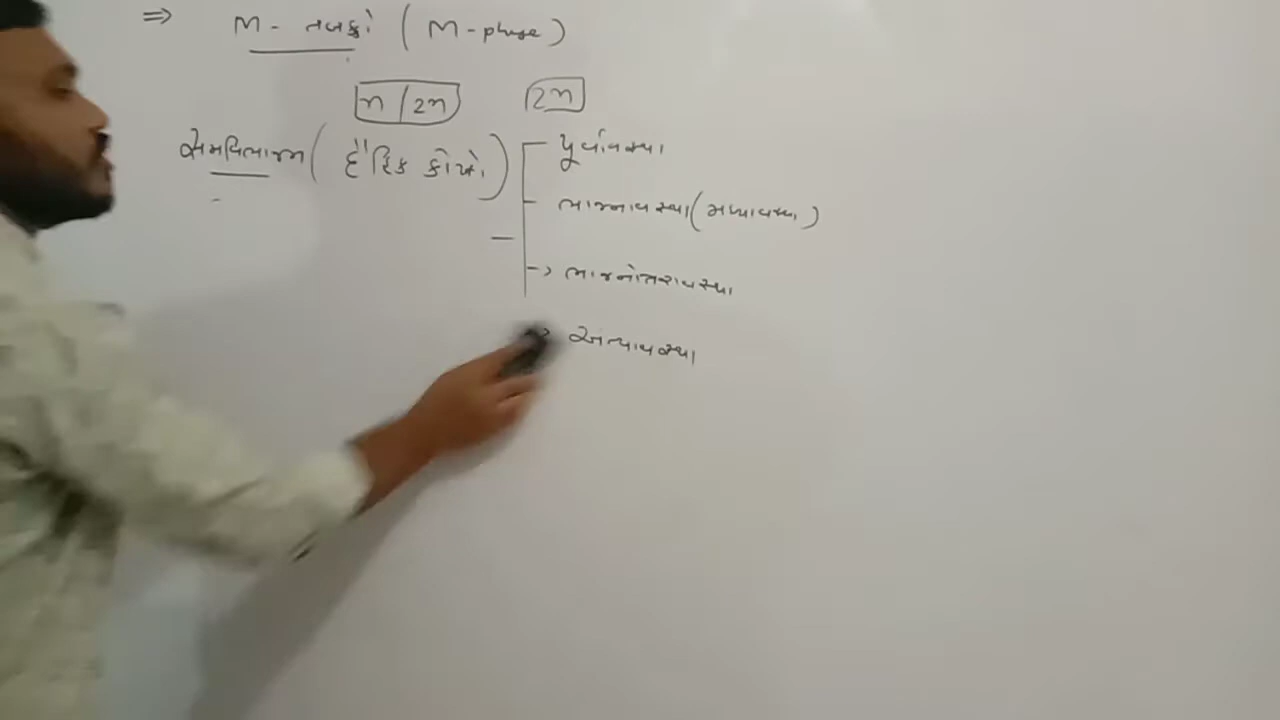 ⇒ M - તબક્કો ( M - phase )
n / 2n 2n
સમવિભાજન ( દૈહિક કોષો )
પૂર્વાવસ્થા
ભાજનાવસ્થા ( મધ્યાવસ્થા )
→ ભાજનોતરાવસ્થા
અંત્યાવસ્થા